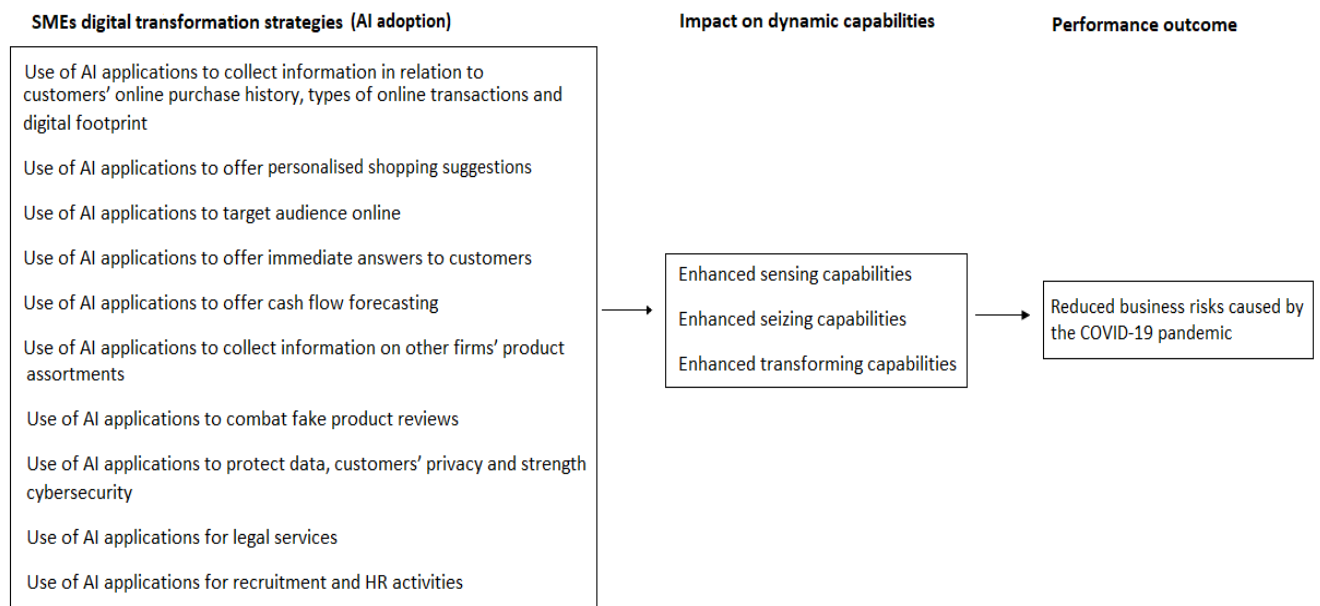 SMEs digital transformation strategies (AI adoption)
Impact on dynamic capabilities
Performance outcome
Use of AI applications to collect information in relation to
customers’ online purchase history, types of online transactions and
digital footprint
Use of AI applications to offer personalised shopping suggestions
Use of AI applications to target audience online
Use of AI applications to offer immediate answers to customers
Use of AI applications to offer cash flow forecasting
Use of AI applications to collect information on other firms’ product
assortments
Use of AI applications to combat fake product reviews
Use of AI applications to protect data, customers’ privacy and strength
cybersecurity
Use of AI applications for legal services
Use of AI applications for recruitment and HR activities
Enhanced sensing capabilities
Enhanced seizing capabilities
Enhanced transforming capabilities
Reduced business risks caused by
the COVID-19 pandemic